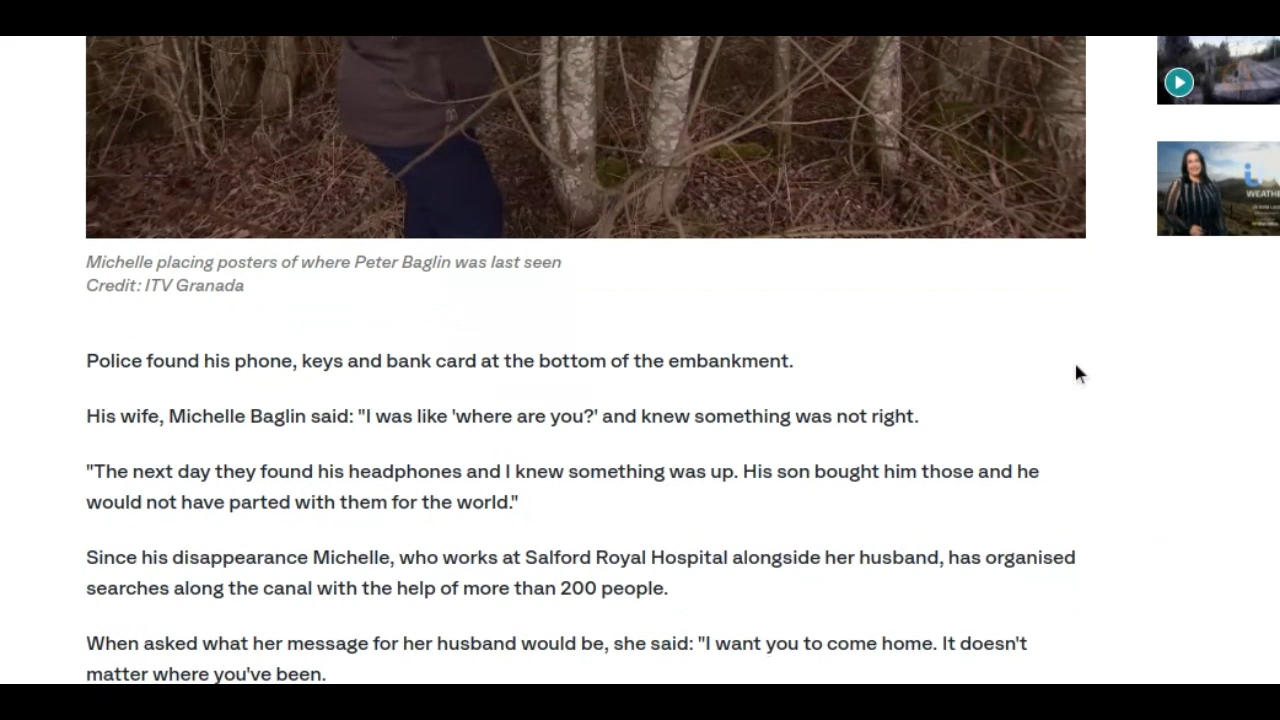 WEATHE
Michelle placing posters of where Peter Baglin was last seen
Credit: ITV Granada
Police found his phone, keys and bank card at the bottom of the embankment.
His wife, Michelle Baglin said: "I was like 'where are you?' and knew something was not right.
"The next day they found his headphones and I knew something was up. His son bought him those and he
would not have parted with them for the world."
Since his disappearance Michelle, who works at Salford Royal Hospital alongside her husband, has organised
searches along the canal with the help of more than 200 people.
When asked what her message for her husband would be, she said: "I want you to come home. It doesn't
matter where you've been.